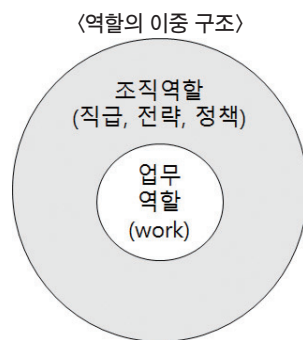 〈역할의 이중 구조〉
조직역할
(직급, 전략, 정책)
업무
역할
(work)